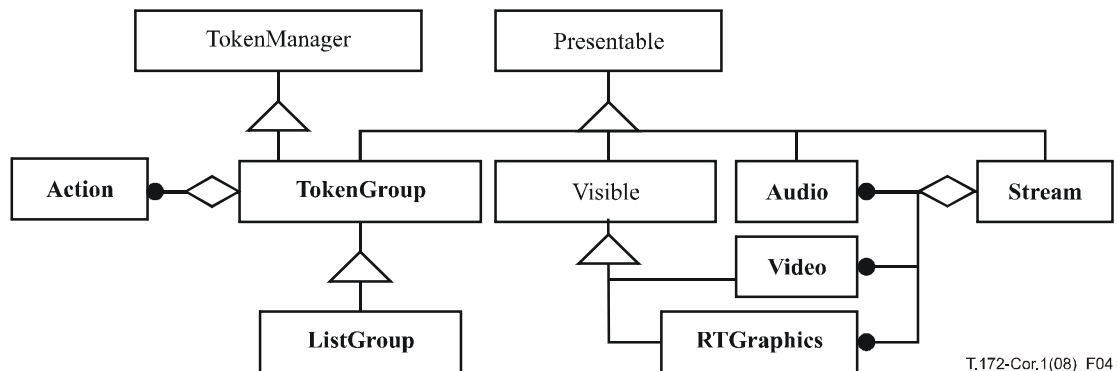 TokenManager
Presentable
Action
TokenGroup
Visible
Audio
Stream
Video
ListGroup
RTGraphics
T.172-Cor.1(08)_F04